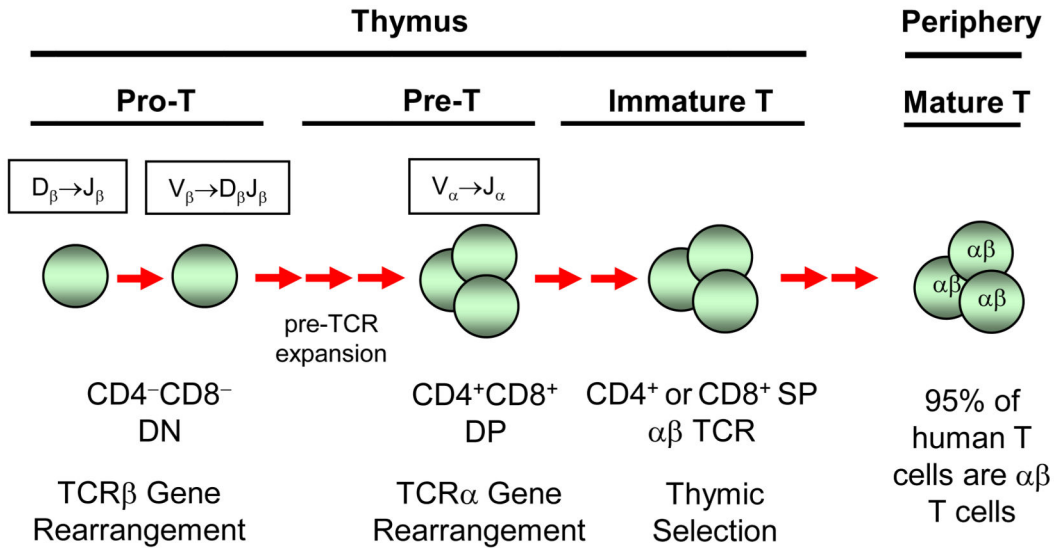 Thymus
Periphery
Pro-T
Pre-T
Immature T
Mature T
Dβ→Jβ
Vβ→DβJβ
Vα→Jα
αβ
αβ
αβ
pre-TCR
expansion
CD4⁻CD8⁻
DN
CD4⁺CD8⁺
DP
CD4⁺ or CD8⁺ SP
αβ TCR
95% of
human T
cells are αβ
T cells
TCRβ Gene
Rearrangement
TCRα Gene
Rearrangement
Thymic
Selection